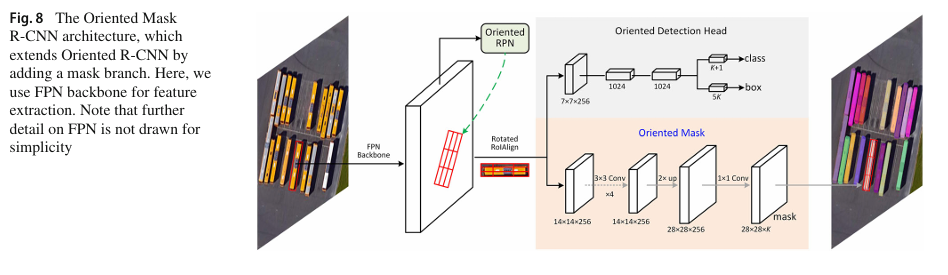 Fig. 8 The Oriented Mask
R-CNN architecture, which
extends Oriented R-CNN by
adding a mask branch. Here, we
use FPN backbone for feature
extraction. Note that further
detail on FPN is not drawn for
simplicity
FPN
Backbone
Oriented
RPN
Rotated
RoIAlign
Oriented Detection Head
7×7×256
1024
1024
K+1
class
5K
box
Oriented Mask
14×14×256
3×3 Conv
×4
14×14×256
2× up
28×28×256
1×1 Conv
28×28×K
mask